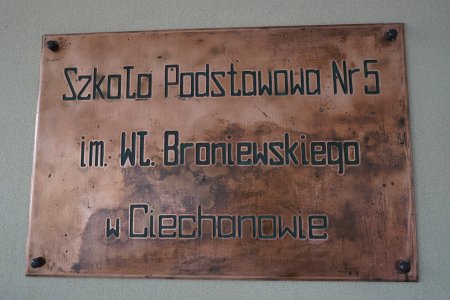 Szkoła Podstawowa Nr 5
im. Wł. Broniewskiego
w Ciechanowie